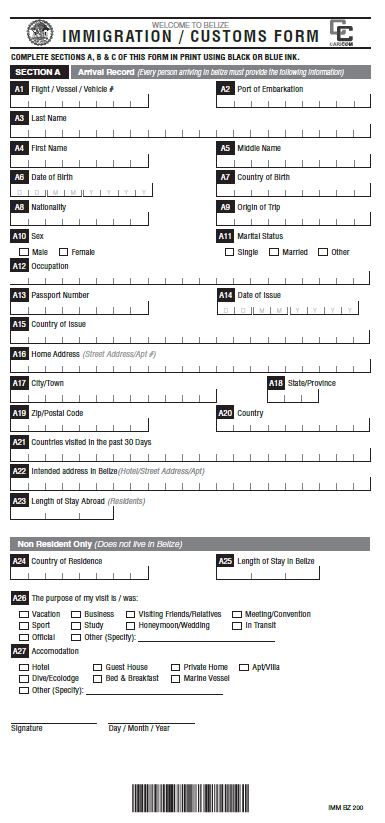 WELCOME TO BELIZE
IMMIGRATION / CUSTOMS FORM
CARICOM
COMPLETE SECTIONS A, B & C OF THIS FORM IN PRINT USING BLACK OR BLUE INK.
SECTION A Arrival Record (Every person arriving in belize must provide the following information)
A1 Flight / Vessel / Vehicle # A2 Port of Embarkation
A3 Last Name
A4 First Name A5 Middle Name
A6 Date of Birth A7 Country of Birth
D D M M Y Y Y Y
A8 Nationality A9 Origin of Trip
A10 Sex A11 Marital Status
Male Female Single Married Other
A12 Occupation
A13 Passport Number A14 Date of Issue
D D M M Y Y Y Y
A15 Country of Issue
A16 Home Address (Street Address/Apt #)
A17 City/Town A18 State/Province
A19 Zip/Postal Code A20 Country
A21 Countries visited in the past 30 Days
A22 Intended address in Belize(Hotel/Street Address/Apt)
A23 Length of Stay Abroad (Residents)
Non Resident Only (Does not live in Belize)
A24 Country of Residence A25 Length of Stay in Belize
A26 The purpose of my visit is / was:
Vacation Business Visiting Friends/Relatives Meeting/Convention
Sport Study Honeymoon/Wedding In Transit
Official Other (Specify):
A27 Accomodation
Hotel Guest House Private Home Apt/Villa
Dive/Ecolodge Bed & Breakfast Marine Vessel
Other (Specify):
Signature Day / Month / Year
IMM BZ 200